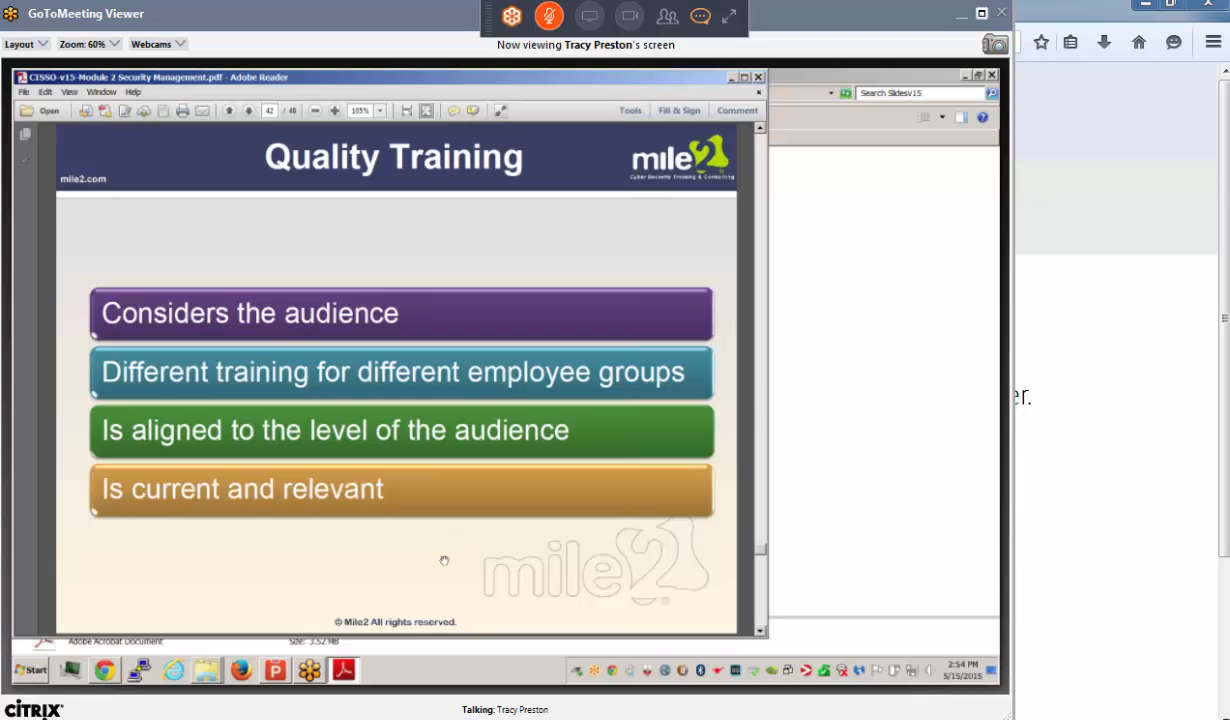 GoToMeeting Viewer
Layout Zoom: 60% Webcams
Now viewing Tracy Preston's screen
CISSO-v15-Module 2 Security Management.pdf - Adobe Reader
File Edit View Window Help
Search Slidesv15
Open 42 / 48 105% Tools Fill & Sign Comment
Quality Training
mile2.com
mile2
Cyber Security Training & Consulting
Considers the audience
Different training for different employee groups
Is aligned to the level of the audience
Is current and relevant
er.
mile2
© Mile2 All rights reserved.
Adobe Acrobat Document Size: 3.52 MB
Start
2:54 PM
5/15/2015
CİTRIX
Talking: Tracy Preston